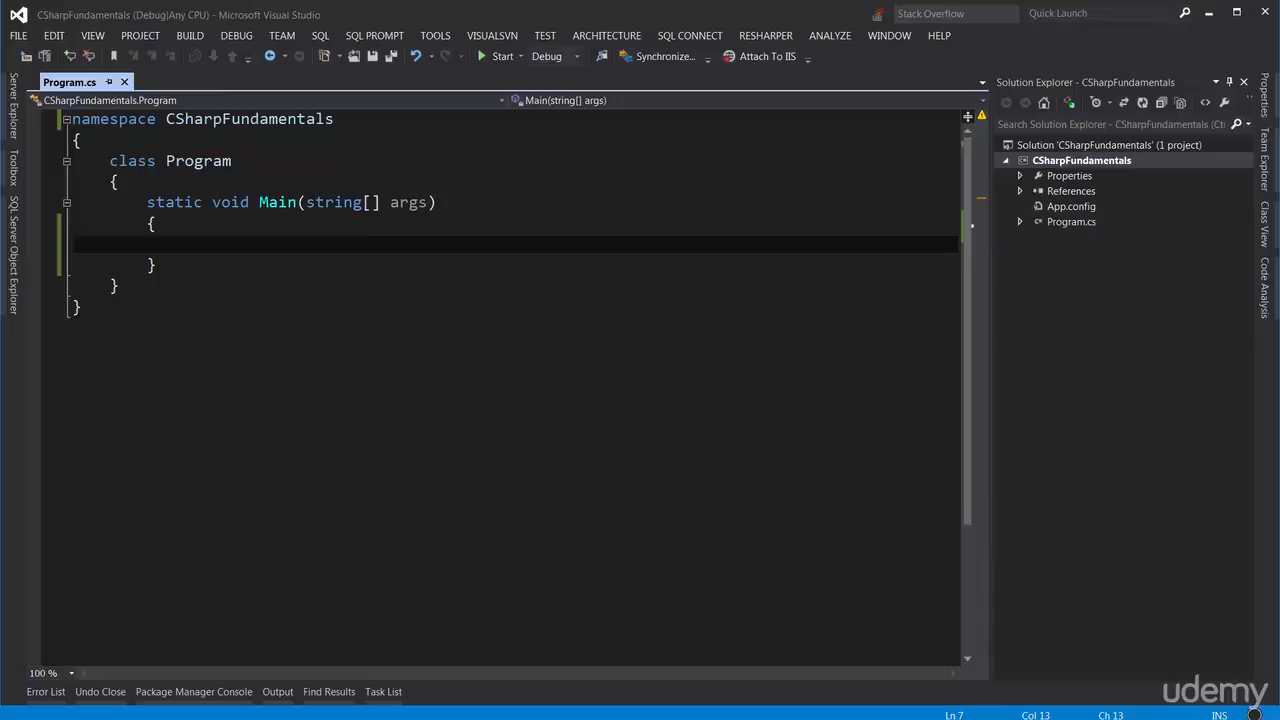 CSharpFundamentals (Debug|Any CPU) - Microsoft Visual Studio
Stack Overflow
Quick Launch
FILE EDIT VIEW PROJECT BUILD DEBUG TEAM SQL SQL PROMPT TOOLS VISUALSVN TEST ARCHITECTURE SQL CONNECT RESHARPER ANALYZE WINDOW HELP
Start Debug Synchronize... Attach To IIS
Program.cs
CSharpFundamentals.Program
Main(string[] args)
namespace CSharpFundamentals
{
class Program
{
static void Main(string[] args)
{
}
}
}
100 %
Server Explorer
Toolbox
SQL Server Object Explorer
Solution Explorer - CSharpFundamentals
Search Solution Explorer - CSharpFundamentals (Ctr
Solution 'CSharpFundamentals' (1 project)
CSharpFundamentals
Properties
References
App.config
Program.cs
Properties
Team Explorer
Class View
Code Analysis
Error List Undo Close Package Manager Console Output Find Results Task List
Ln 7 Col 13 Ch 13 INS
udemy